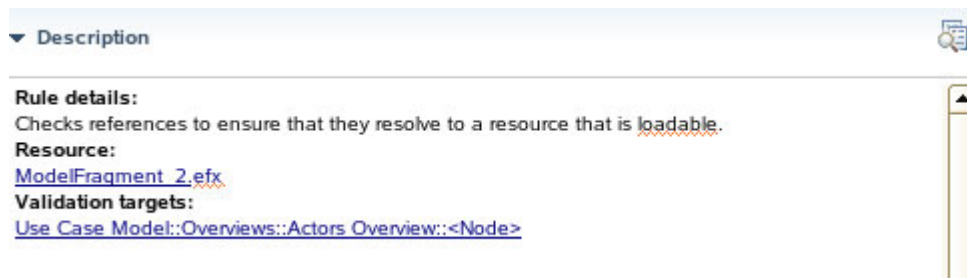 Description
Rule details:
Checks references to ensure that they resolve to a resource that is loadable.
Resource:
ModelFragment_2.efx
Validation targets:
Use Case Model::Overviews::Actors Overview::<Node>